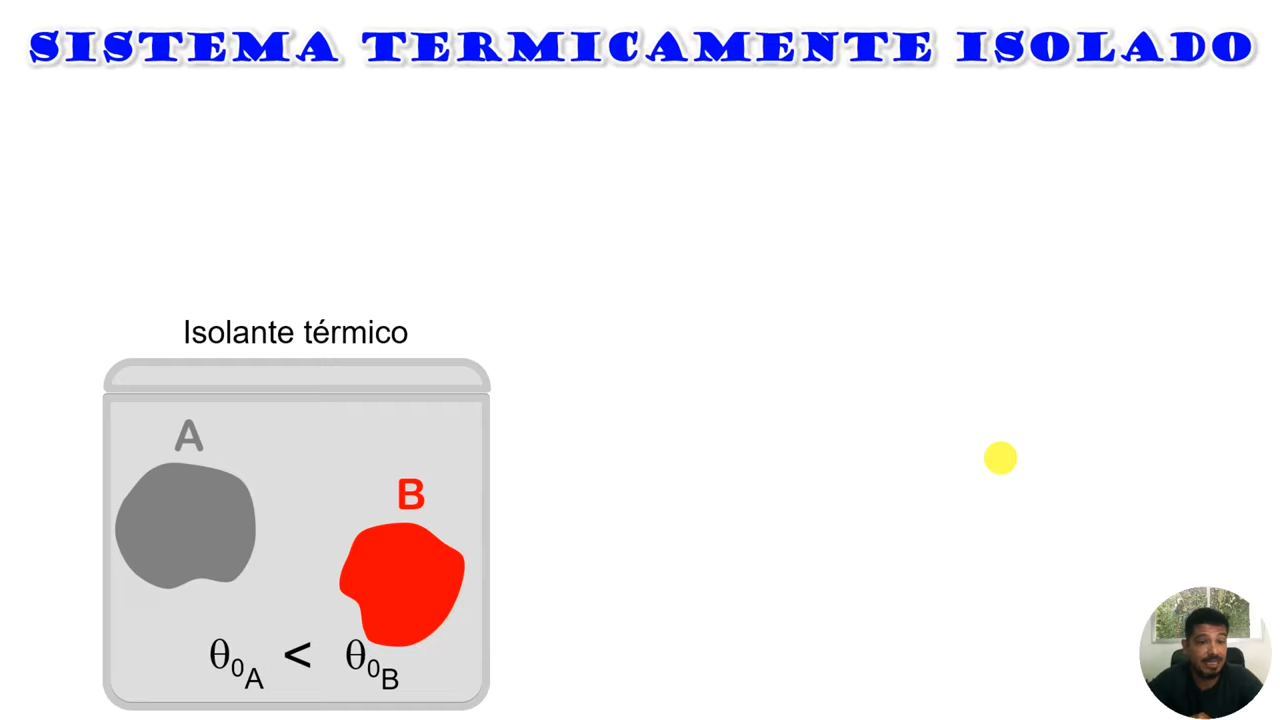 SISTEMA TERMICAMENTE ISOLADO
Isolante térmico
A
B
θ0A < θ0B